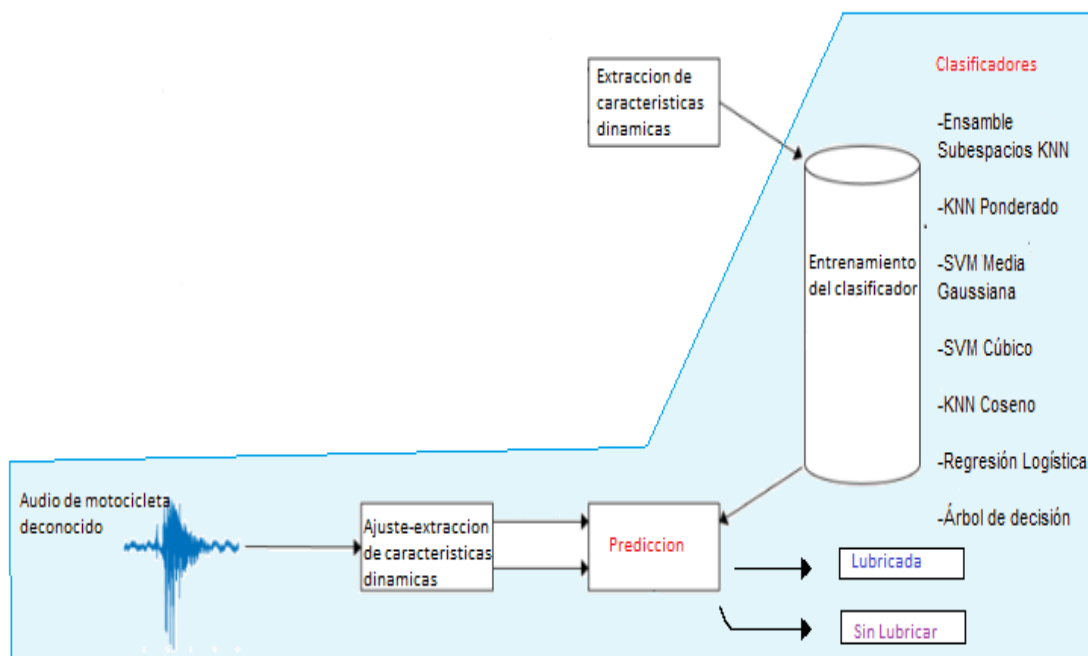 Extraccion de
caracteristicas
dinamicas
Clasificadores
-Ensamble
Subespacios KNN
-KNN Ponderado
-SVM Media
Gaussiana
-SVM Cúbico
-KNN Coseno
-Regresión Logística
-Árbol de decisión
Entrenamiento
del clasificador
Audio de motocicleta
deconocido
Ajuste-extraccion
de caracteristicas
dinamicas
Prediccion
Lubricada
Sin Lubricar